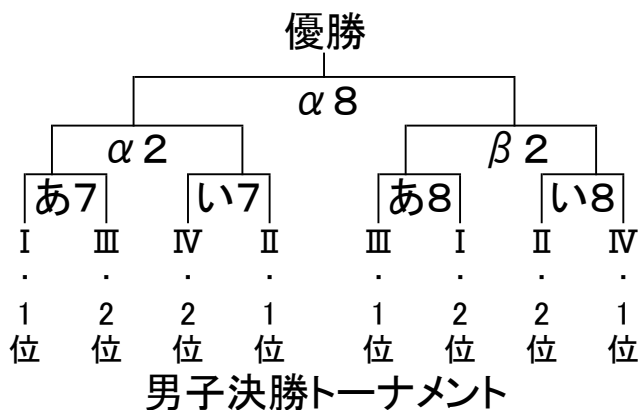 優勝
α8
α2 β2
あ7 い7 あ8 い8
Ⅰ Ⅲ Ⅳ Ⅱ Ⅲ Ⅰ Ⅱ Ⅳ
・ ・ ・ ・ ・ ・ ・ ・
1 2 2 1 1 2 2 1
位 位 位 位 位 位 位 位
男子決勝トーナメント